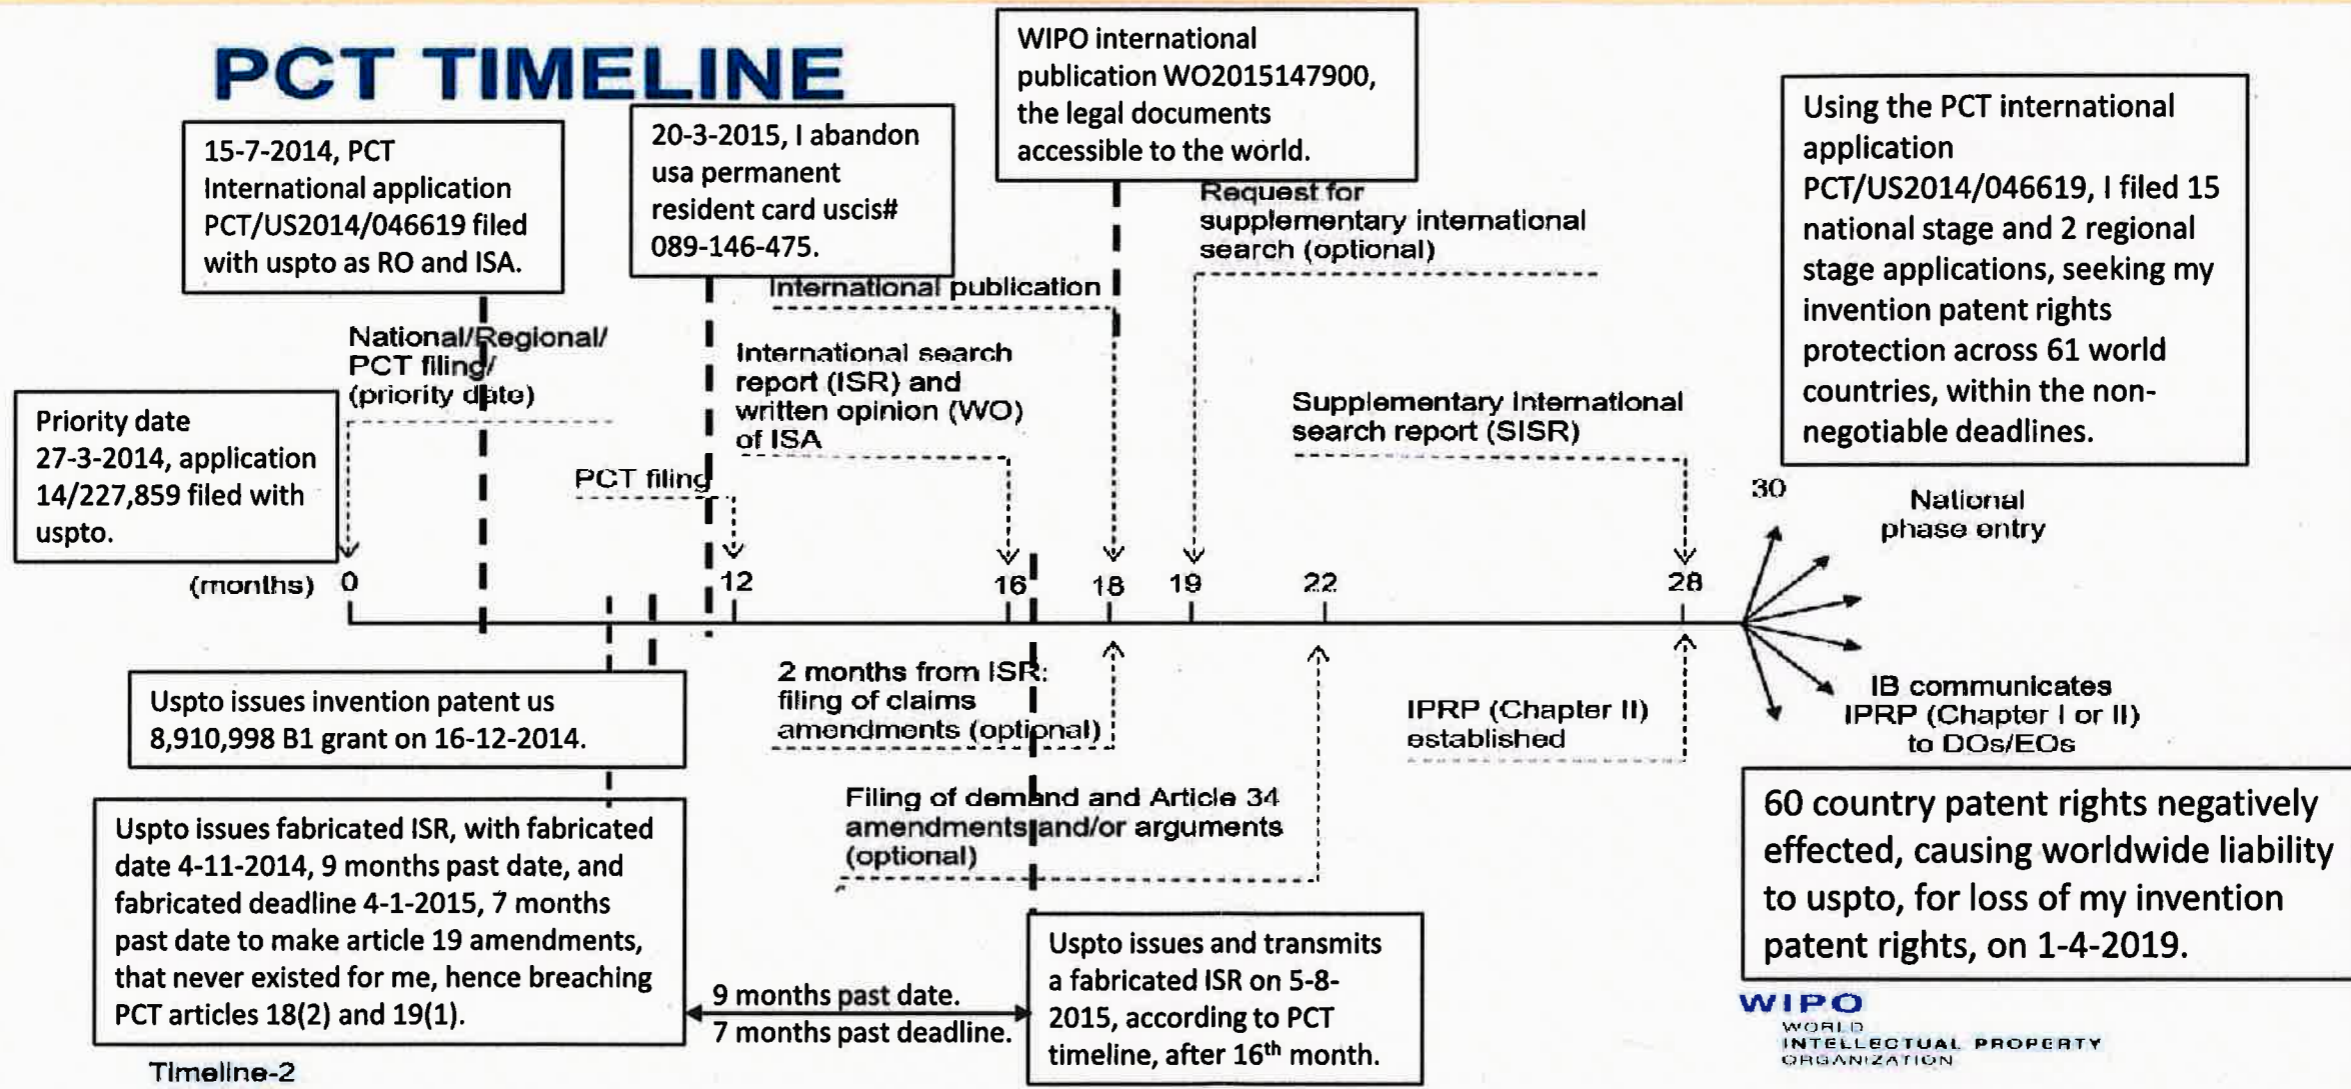 PCT TIMELINE
15-7-2014, PCT
International application
PCT/US2014/046619 filed
with uspto as RO and ISA.
20-3-2015, I abandon
usa permanent
resident card uscis#
089-146-475.
WIPO international
publication WO2015147900,
the legal documents
accessible to the world.
Using the PCT international
application
PCT/US2014/046619, I filed 15
national stage and 2 regional
stage applications, seeking my
invention patent rights
protection across 61 world
countries, within the non-
negotiable deadlines.
Request for
supplementary international
search (optional)
International publication
National/Regional/
PCT filing/
(priority date)
International search
report (ISR) and
written opinion (WO)
of ISA
Supplementary International
search report (SISR)
Priority date
27-3-2014, application
14/227,859 filed with
uspto.
PCT filing
30
National
phase entry
(months) 0 12 16 18 19 22 28
Uspto issues invention patent us
8,910,998 B1 grant on 16-12-2014.
2 months from ISR:
filing of claims
amendments (optional)
IPRP (Chapter II)
established
IB communicates
IPRP (Chapter I or II)
to DOs/EOs
Filing of demand and Article 34
amendments and/or arguments
(optional)
Uspto issues fabricated ISR, with fabricated
date 4-11-2014, 9 months past date, and
fabricated deadline 4-1-2015, 7 months
past date to make article 19 amendments,
that never existed for me, hence breaching
PCT articles 18(2) and 19(1).
9 months past date.
7 months past deadline.
Uspto issues and transmits
a fabricated ISR on 5-8-
2015, according to PCT
timeline, after 16th month.
60 country patent rights negatively
effected, causing worldwide liability
to uspto, for loss of my invention
patent rights, on 1-4-2019.
WIPO
WORLD
INTELLECTUAL PROPERTY
ORGANIZATION
Timeline-2